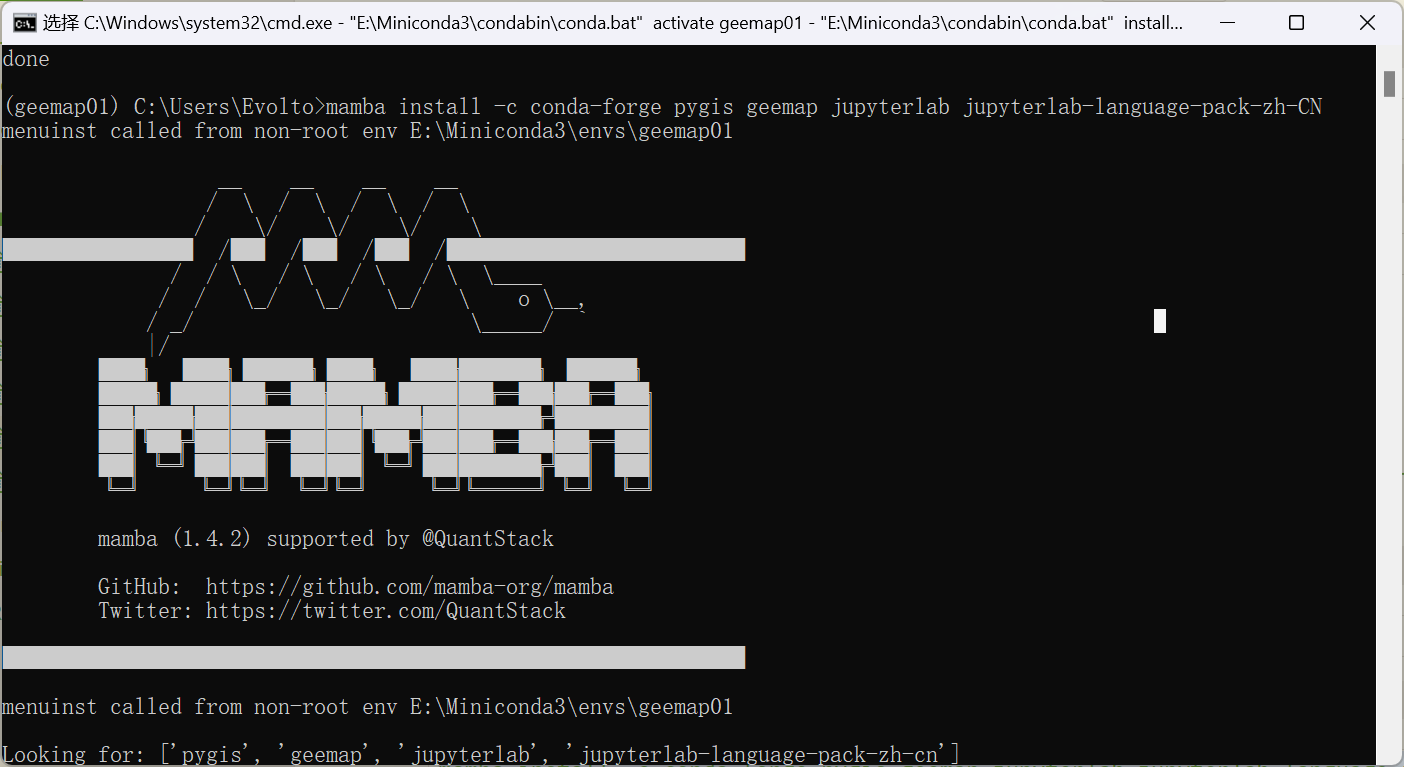 选择 C:\Windows\system32\cmd.exe - "E:\Miniconda3\condabin\conda.bat"  activate geemap01 - "E:\Miniconda3\condabin\conda.bat"  install...
done
(geemap01) C:\Users\Evolto>mamba install -c conda-forge pygis geemap jupyterlab jupyterlab-language-pack-zh-CN
menuinst called from non-root env E:\Miniconda3\envs\geemap01
MAMBA
mamba (1.4.2) supported by @QuantStack
GitHub:  https://github.com/mamba-org/mamba
Twitter: https://twitter.com/QuantStack
menuinst called from non-root env E:\Miniconda3\envs\geemap01
Looking for: ['pygis', 'geemap', 'jupyterlab', 'jupyterlab-language-pack-zh-cn']